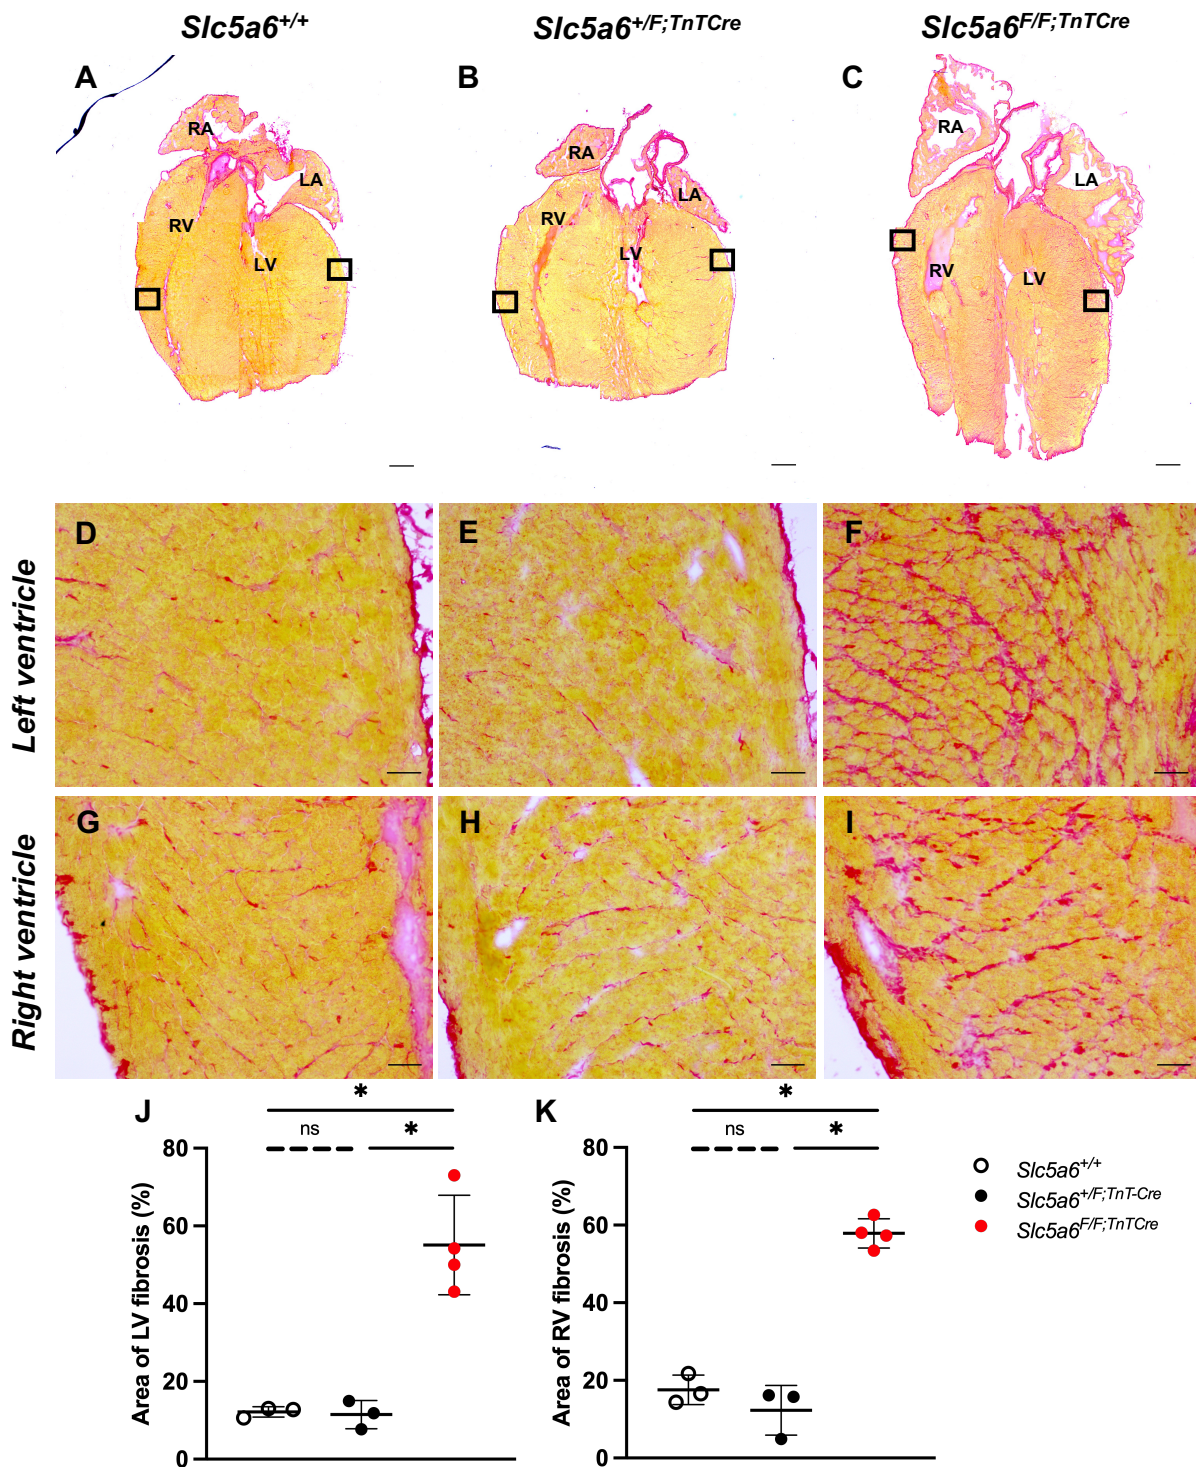 Slc5a6+/+ Slc5a6+/F;TnTCre Slc5a6F/F;TnTCre
A B C
RA LA RV LV
RA LA RV LV
RA LA RV LV
Left ventricle
D E F
Right ventricle
G H I
J
*
ns *
Area of LV fibrosis (%)
80
60
40
20
0
K
*
ns *
Area of RV fibrosis (%)
80
60
40
20
0
Slc5a6+/+
Slc5a6+/F;TnT-Cre
Slc5a6F/F;TnTCre